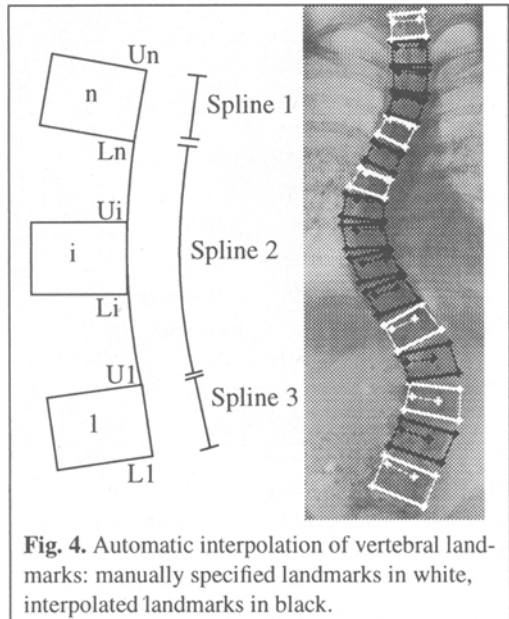 Un
n
Spline 1
Ln
Ui
i
Spline 2
Li
U1
Spline 3
1
L1
Fig. 4. Automatic interpolation of vertebral land-
marks: manually specified landmarks in white,
interpolated landmarks in black.